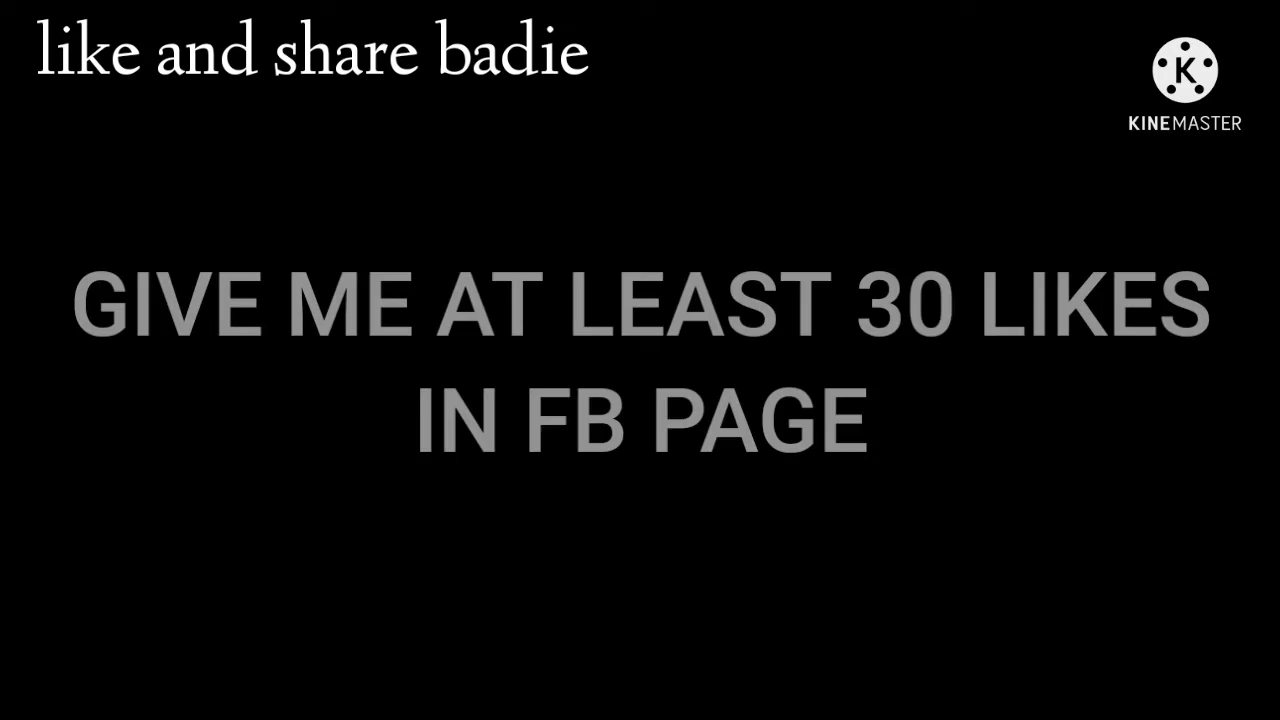 like and share badie
K
KINEMASTER
GIVE ME AT LEAST 30 LIKES
IN FB PAGE